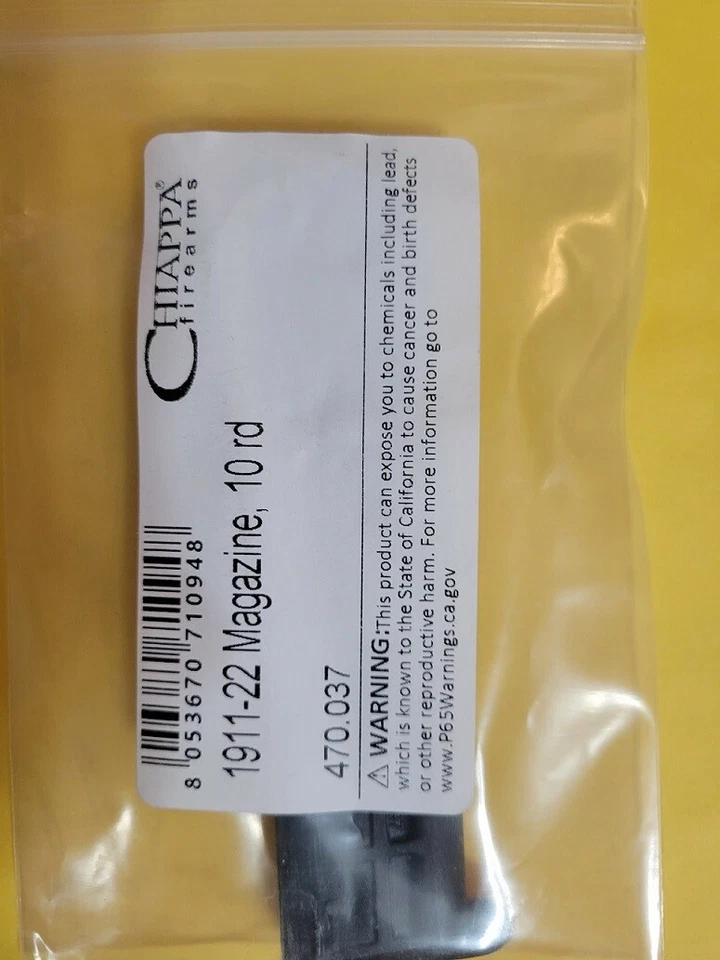 CHIAPPA®
firearms
8 053670 710948
1911-22 Magazine, 10 rd
470.037
⚠ WARNING:This product can expose you to chemicals including lead,
which is known to the State of California to cause cancer and birth defects
or other reproductive harm. For more information go to
www.P65Warnings.ca.gov